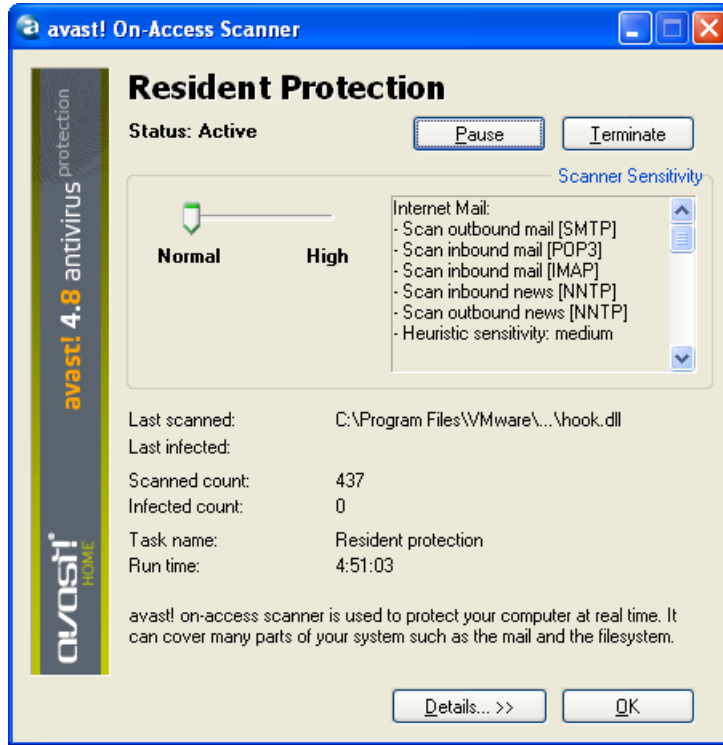 avast! On-Access Scanner
avast! 4.8 antivirus protection
avast!
HOME
Resident Protection
Status: Active
Pause
Terminate
Scanner Sensitivity
Normal
High
Internet Mail:
- Scan outbound mail [SMTP]
- Scan inbound mail [POP3]
- Scan inbound mail [IMAP]
- Scan inbound news [NNTP]
- Scan outbound news [NNTP]
- Heuristic sensitivity: medium
Last scanned: C:\Program Files\VMware\...\hook.dll
Last infected:
Scanned count: 437
Infected count: 0
Task name: Resident protection
Run time: 4:51:03
avast! on-access scanner is used to protect your computer at real time. It
can cover many parts of your system such as the mail and the filesystem.
Details... >>
OK